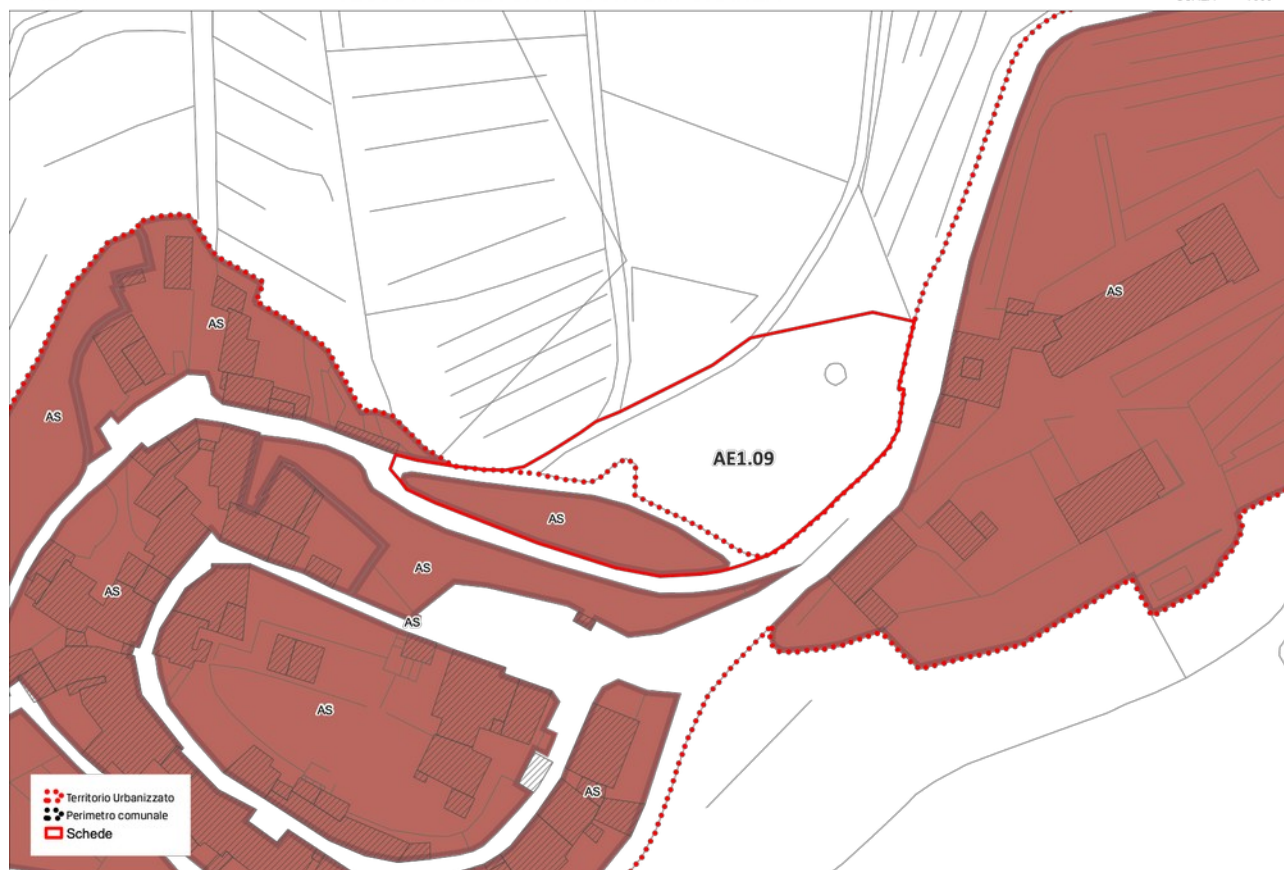 AS
AS
AS
AE1.09
AS
AS
AS
AS
AS
AS
Territorio Urbanizzato
Perimetro comunale
Schede